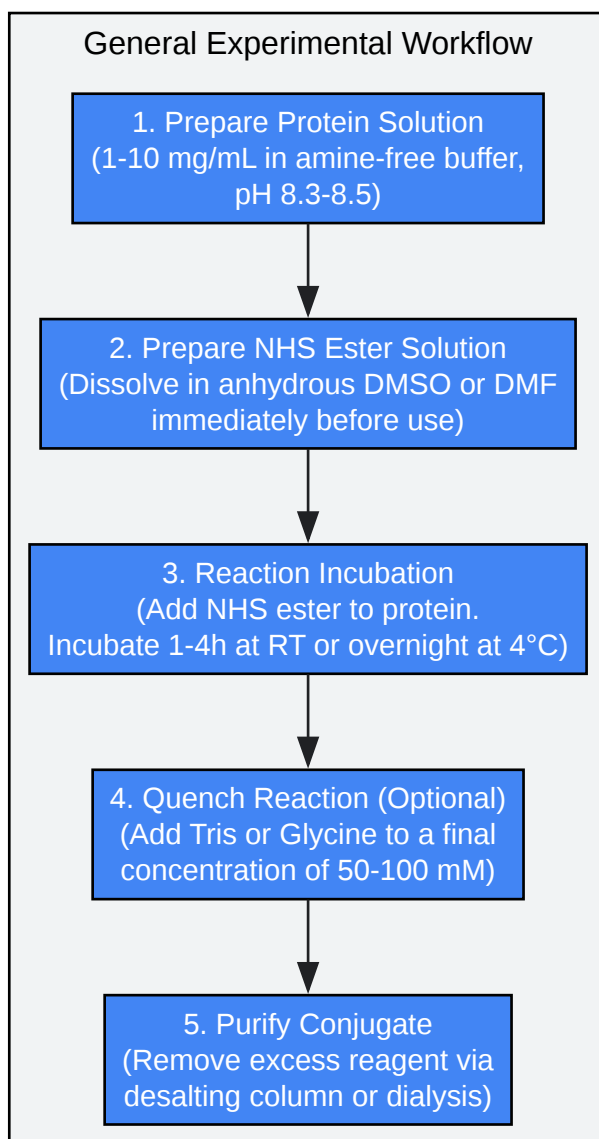 General Experimental Workflow
1. Prepare Protein Solution
(1-10 mg/mL in amine-free buffer,
pH 8.3-8.5)
2. Prepare NHS Ester Solution
(Dissolve in anhydrous DMSO or DMF
immediately before use)
3. Reaction Incubation
(Add NHS ester to protein.
Incubate 1-4h at RT or overnight at 4°C)
4. Quench Reaction (Optional)
(Add Tris or Glycine to a final
concentration of 50-100 mM)
5. Purify Conjugate
(Remove excess reagent via
desalting column or dialysis)